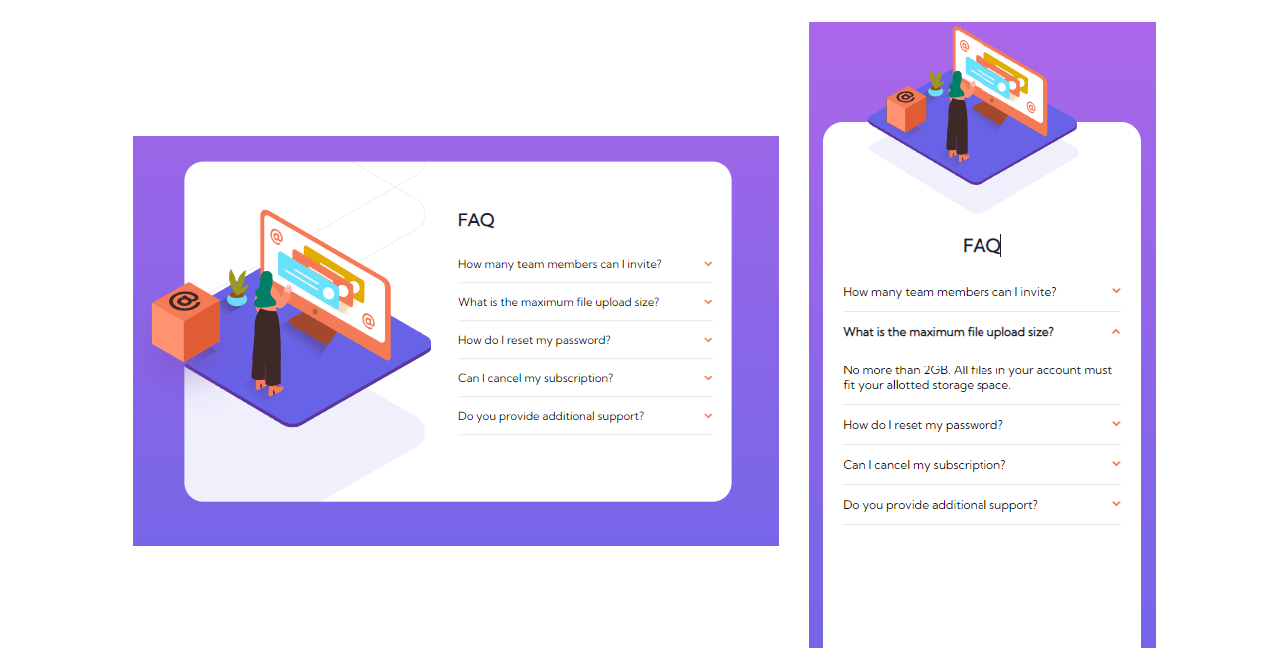 FAQ
How many team members can I invite?
What is the maximum file upload size?
How do I reset my password?
Can I cancel my subscription?
Do you provide additional support?
FAQ
How many team members can I invite?
What is the maximum file upload size?
No more than 2GB. All files in your account must
fit your allotted storage space.
How do I reset my password?
Can I cancel my subscription?
Do you provide additional support?